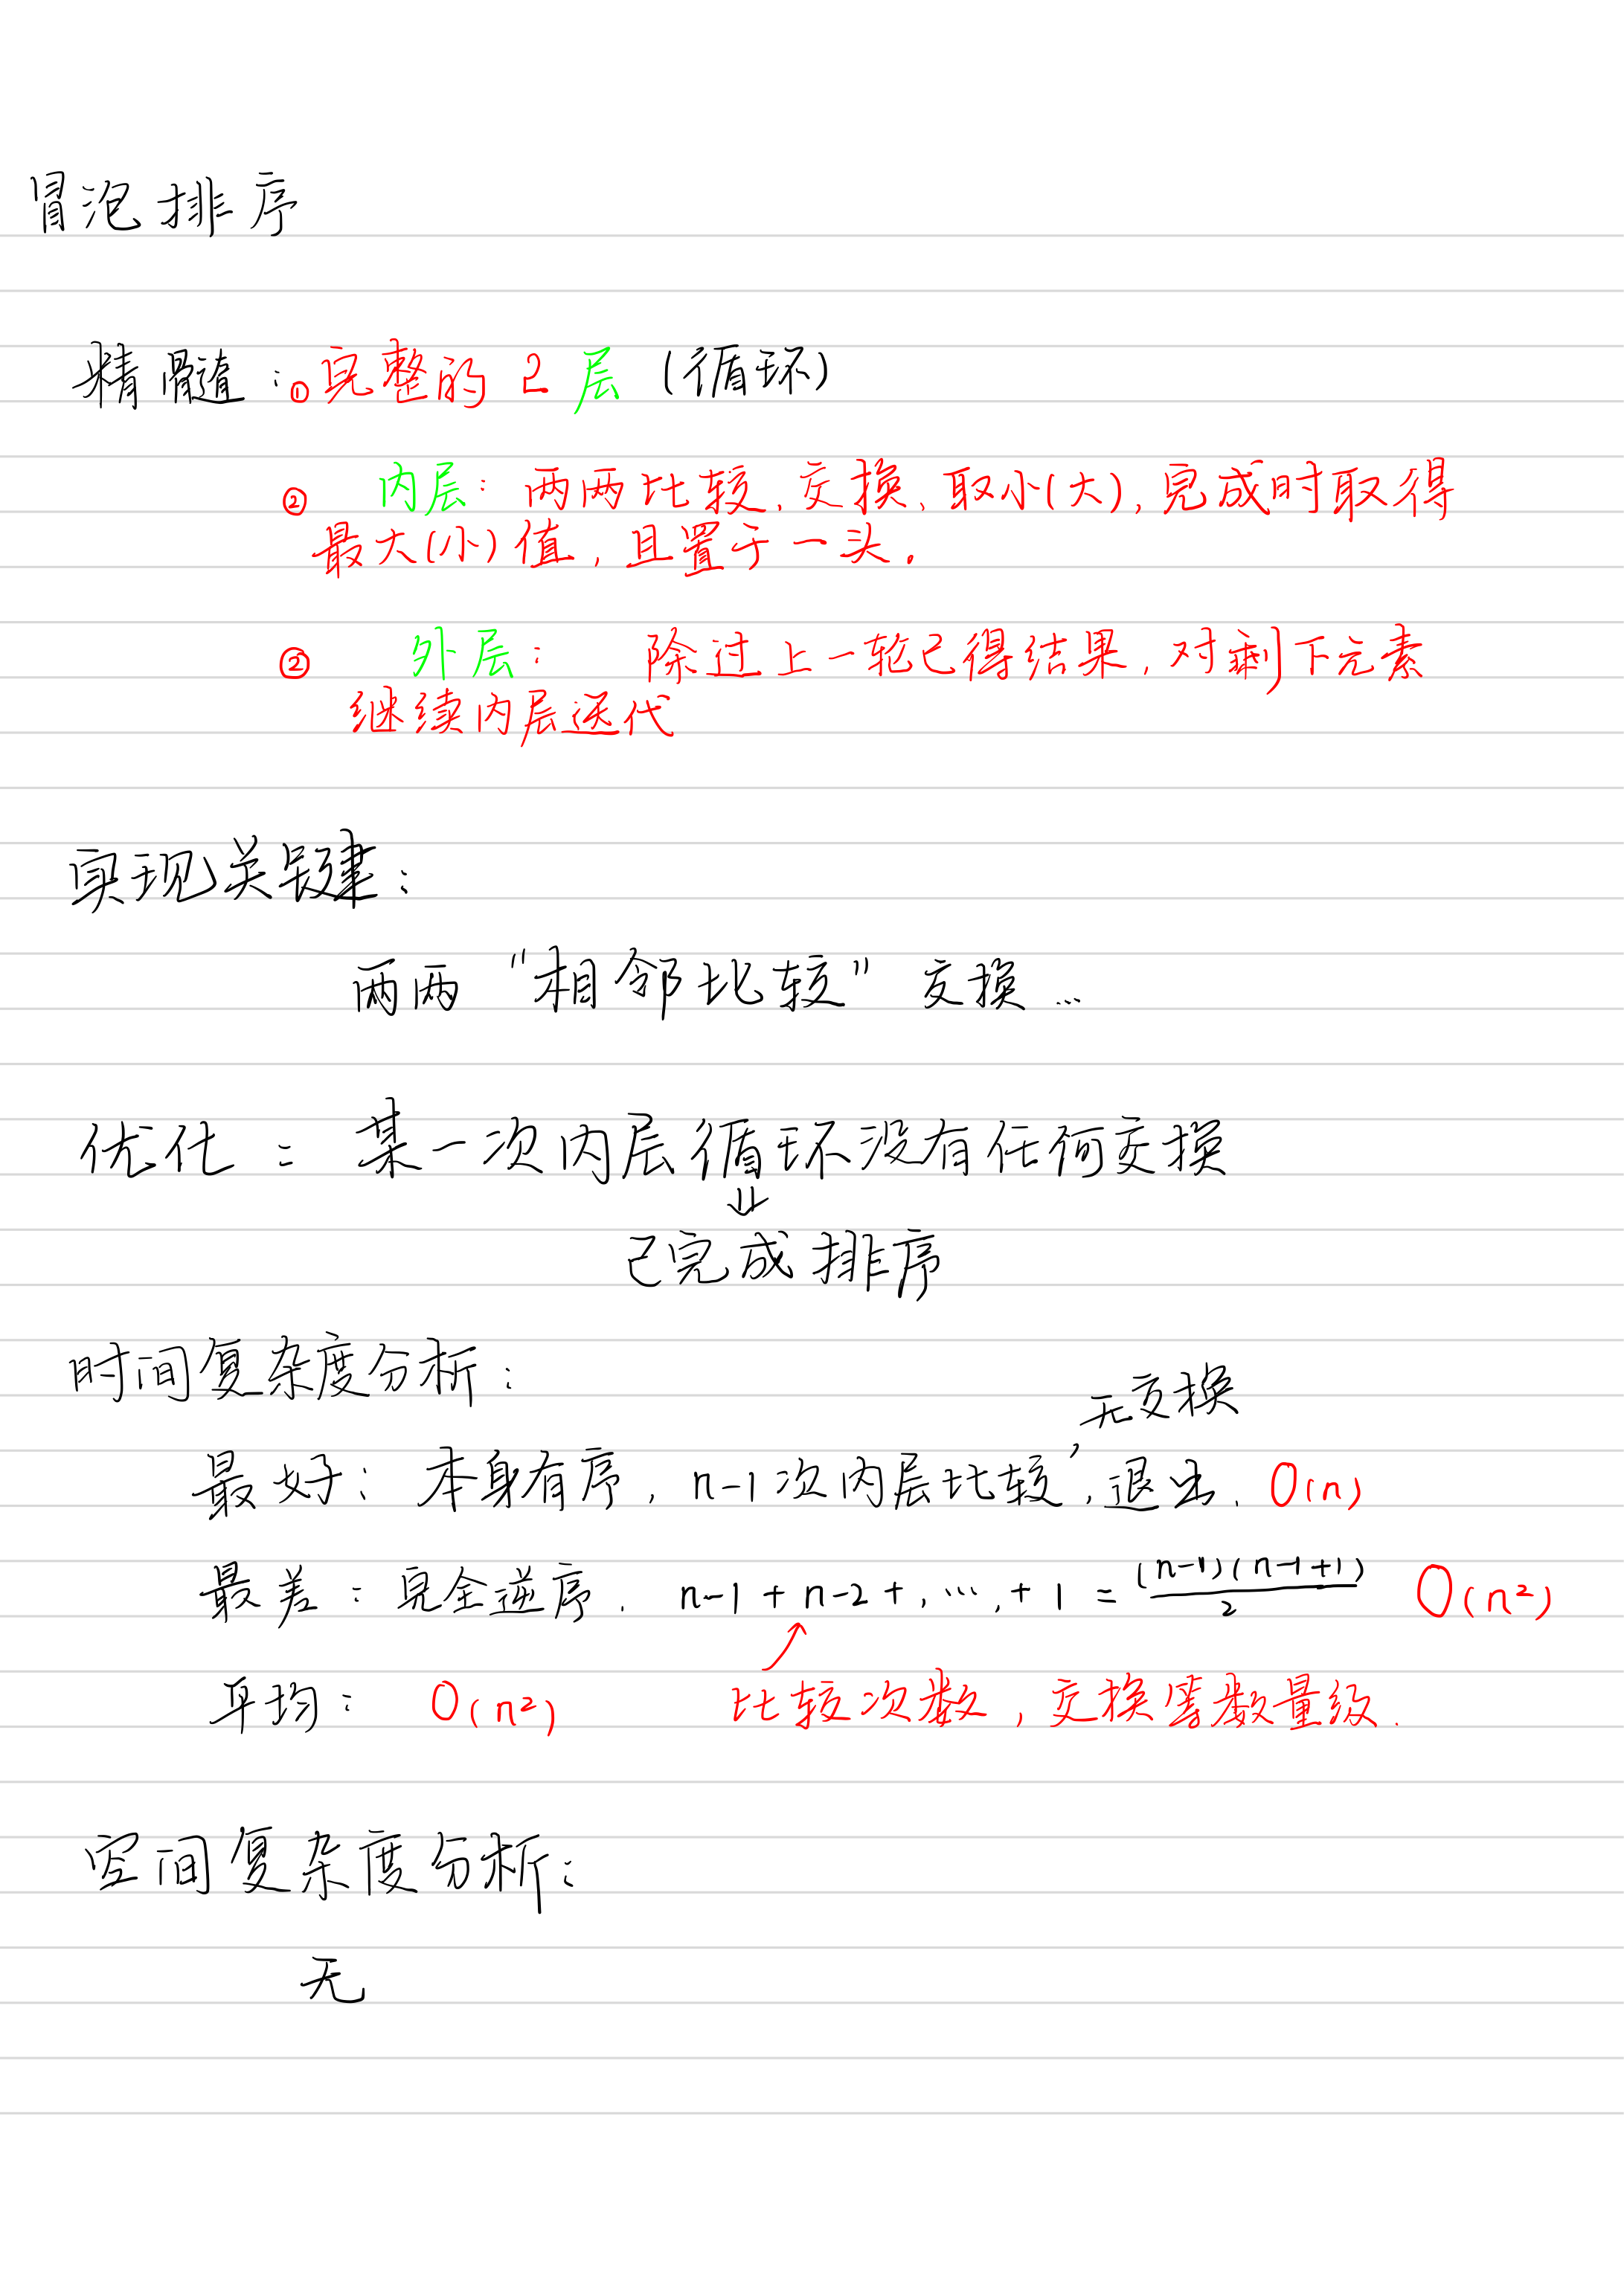 冒泡排序
精髓：①完整的2层（循环）
②内层：两两比较，交换，取小(大)，完成时取得
最大(小)值，且置于一头。
②外层：除过上一轮已得结果，对剩下元素
继续内层迭代
实现关键：
两两“相邻比较”交换...
优化：某一次内层循环没有任何交换
⇓
已完成排序
时间复杂度分析：
无交换
最好：本身有序，n-1次内层比较，，退出．O(n)
最差：完全逆序．n-1+n-2+,...,+1=(n-1)(n-1+1)/2 O(n²)
平均：O(n²) 比较次数，交换等数量级．
空间复杂度分析：
无